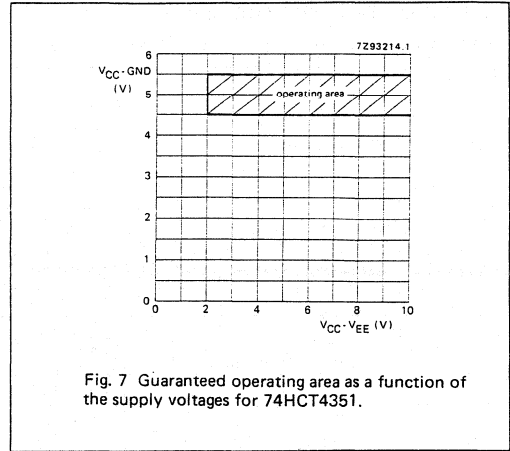 7Z93214.1
6
VCC-GND
(V)
5
operating area
4
3
2
1
0
0 2 4 6 8 10
VCC-VEE (V)
Fig. 7 Guaranteed operating area as a function of
the supply voltages for 74HCT4351.